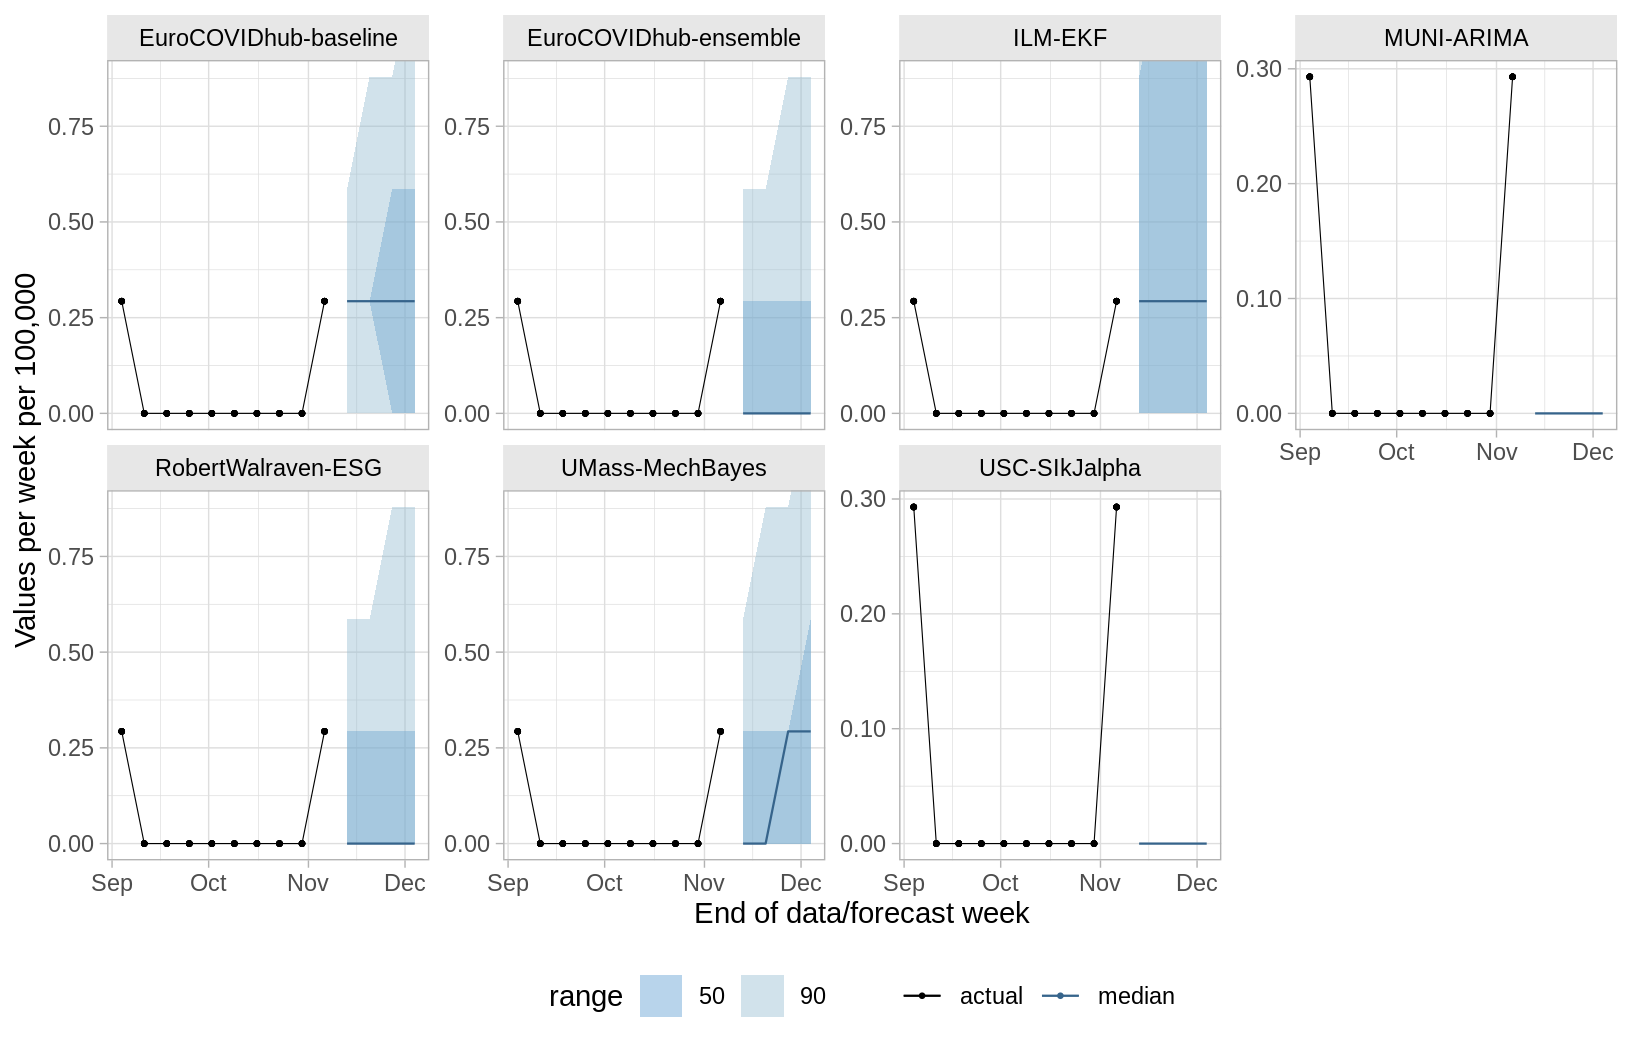 EuroCOVIDhub-baseline
EuroCOVIDhub-ensemble
ILM-EKF
MUNI-ARIMA
0.75
0.50
0.25
0.00
0.75
0.50
0.25
0.00
0.75
0.50
0.25
0.00
0.30
0.20
0.10
0.00
Sep Oct Nov Dec
Values per week per 100,000
RobertWalraven-ESG
UMass-MechBayes
USC-SIkJalpha
0.75
0.50
0.25
0.00
Sep Oct Nov Dec
0.75
0.50
0.25
0.00
Sep Oct Nov Dec
0.30
0.20
0.10
0.00
Sep Oct Nov Dec
End of data/forecast week
range 50 90 actual median